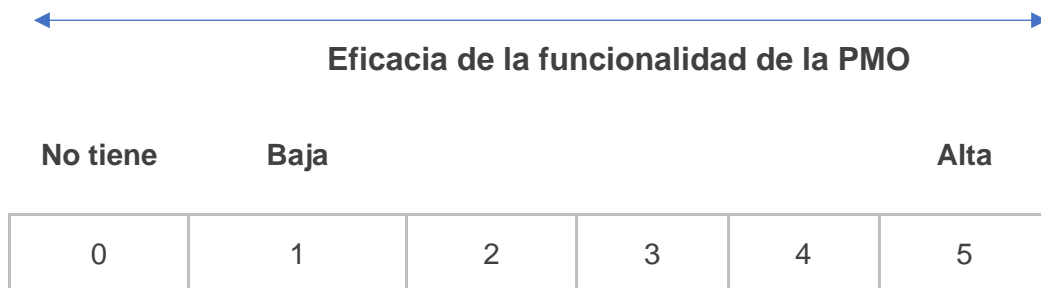 Eficacia de la funcionalidad de la PMO
No tiene Baja Alta
0 1 2 3 4 5